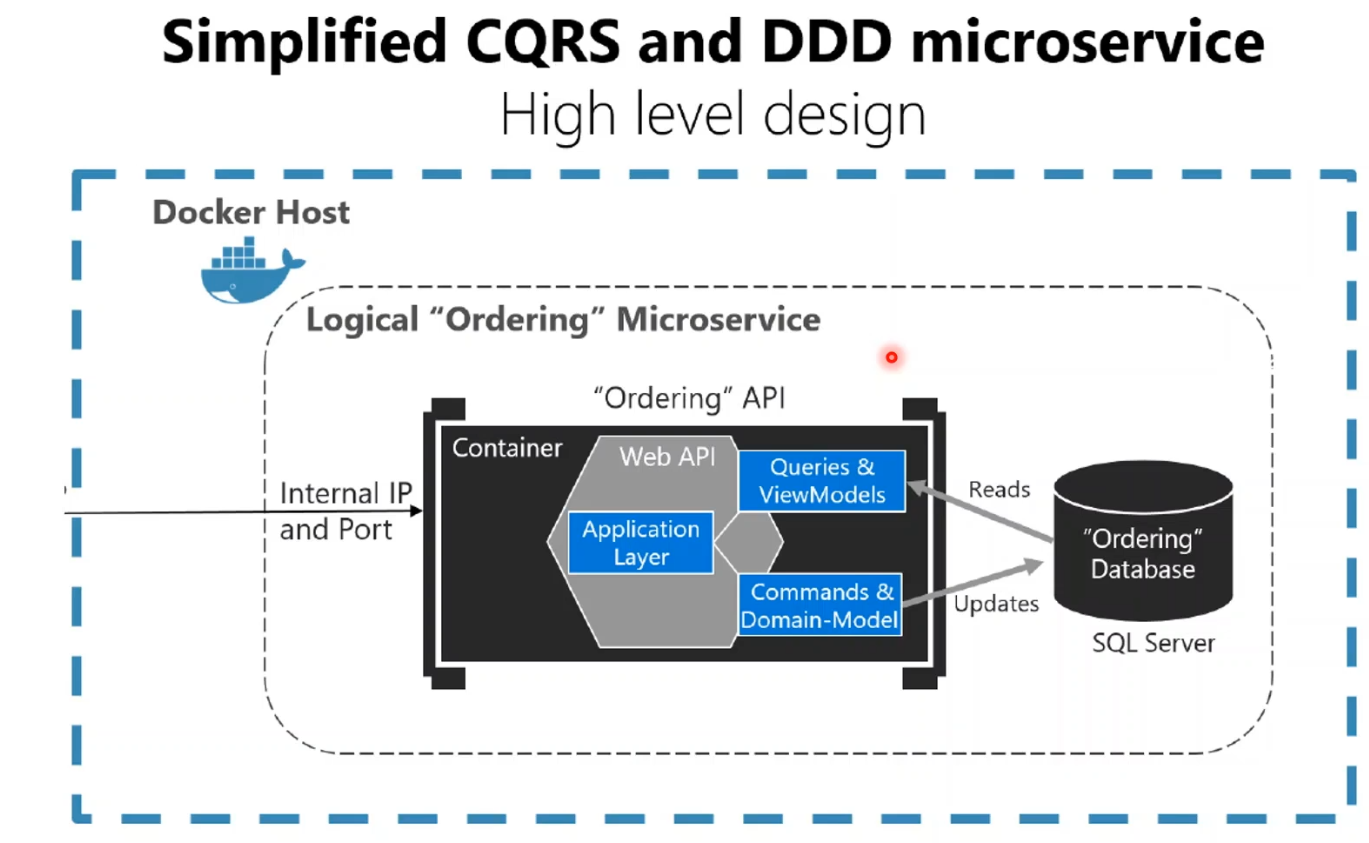 Simplified CQRS and DDD microservice
High level design
Docker Host
Logical “Ordering” Microservice
“Ordering” API
Container
Web API
Queries &
ViewModels
Application
Layer
Commands &
Domain-Model
Internal IP
and Port
Reads
Updates
”Ordering“
Database
SQL Server